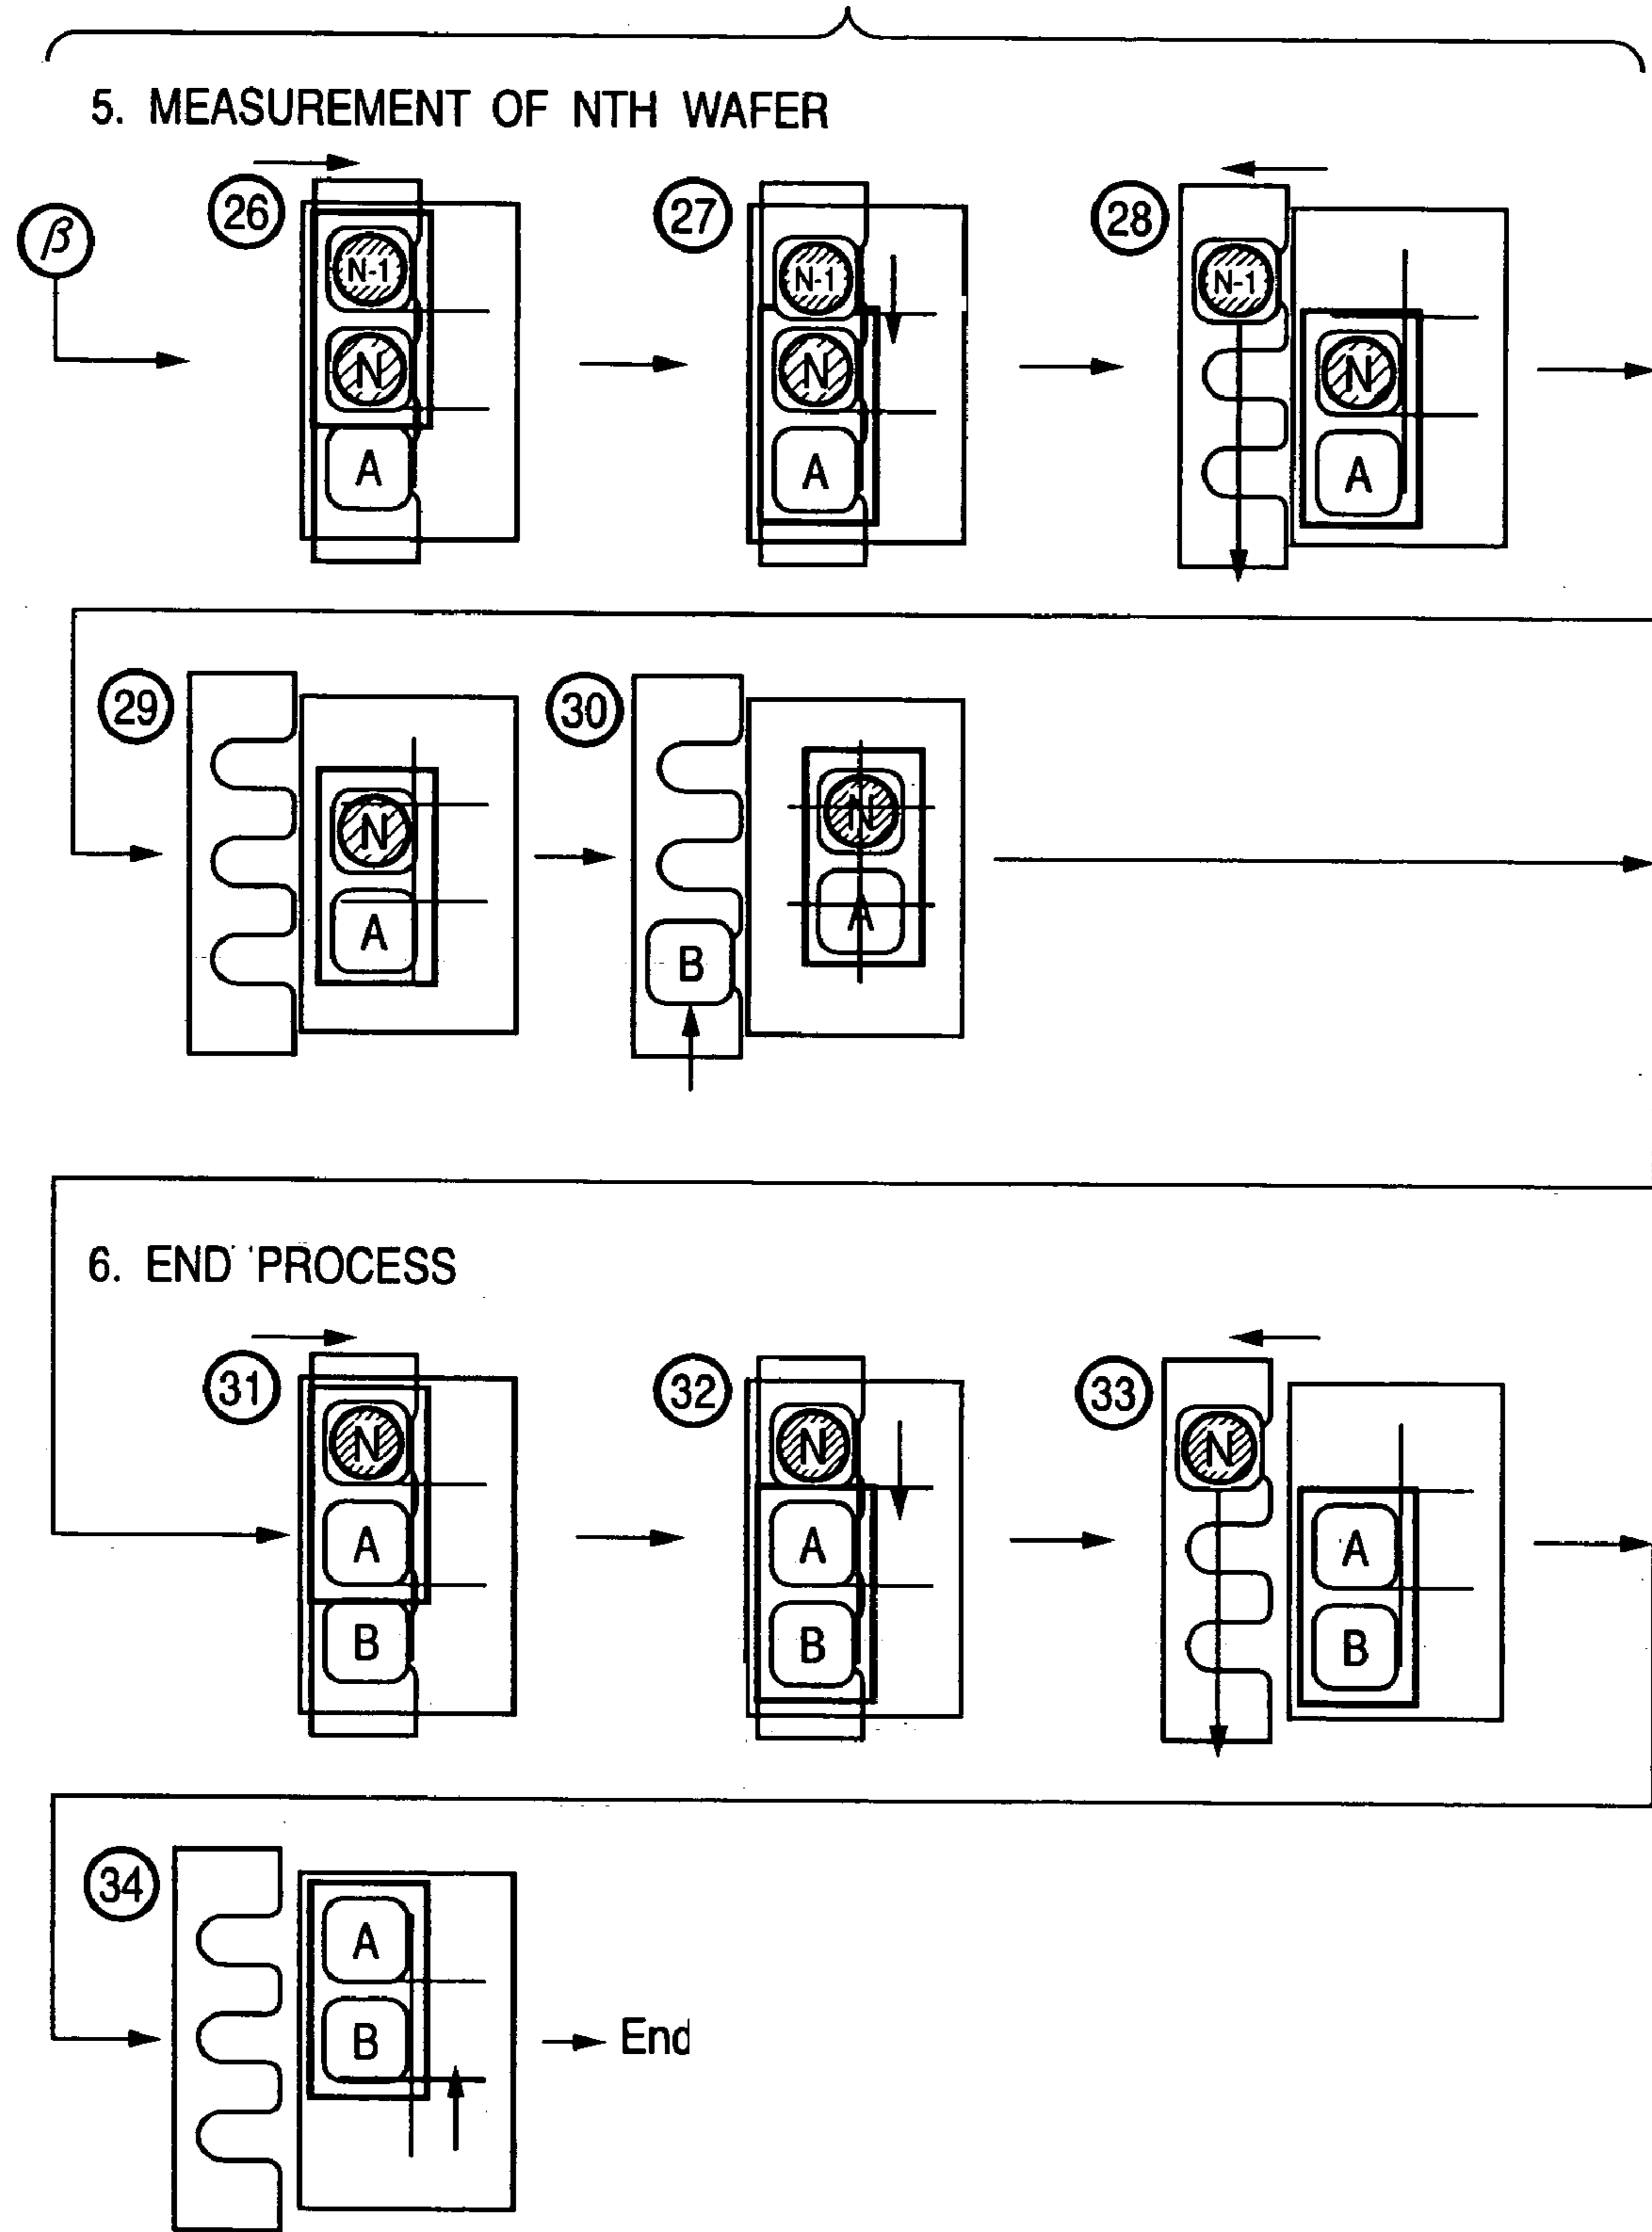 5. MEASUREMENT OF NTH WAFER
β
26
N-1
N
A
27
N-1
N
A
28
N-1
N
A
29
N
A
30
B
N
A
6. END PROCESS
31
N
A
B
32
N
A
B
33
N
A
B
34
A
B
End